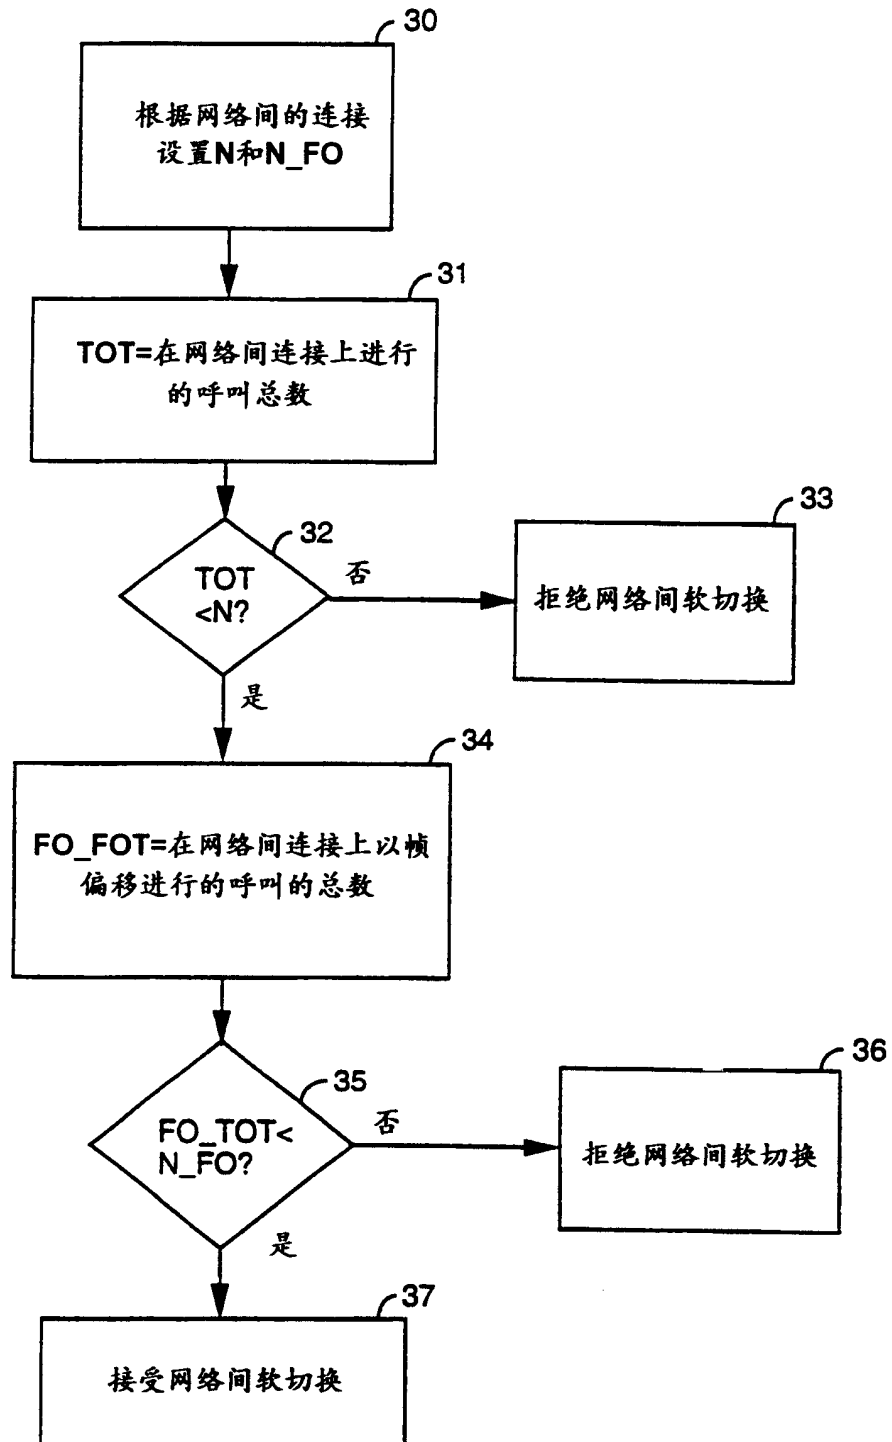 30
根据网络间的连接
设置N和N_FO
31
TOT=在网络间连接上进行
的呼叫总数
32
TOT
<N?
否
33
拒绝网络间软切换
是
34
FO_FOT=在网络间连接上以帧
偏移进行的呼叫的总数
35
FO_TOT<
N_FO?
否
36
拒绝网络间软切换
是
37
接受网络间软切换